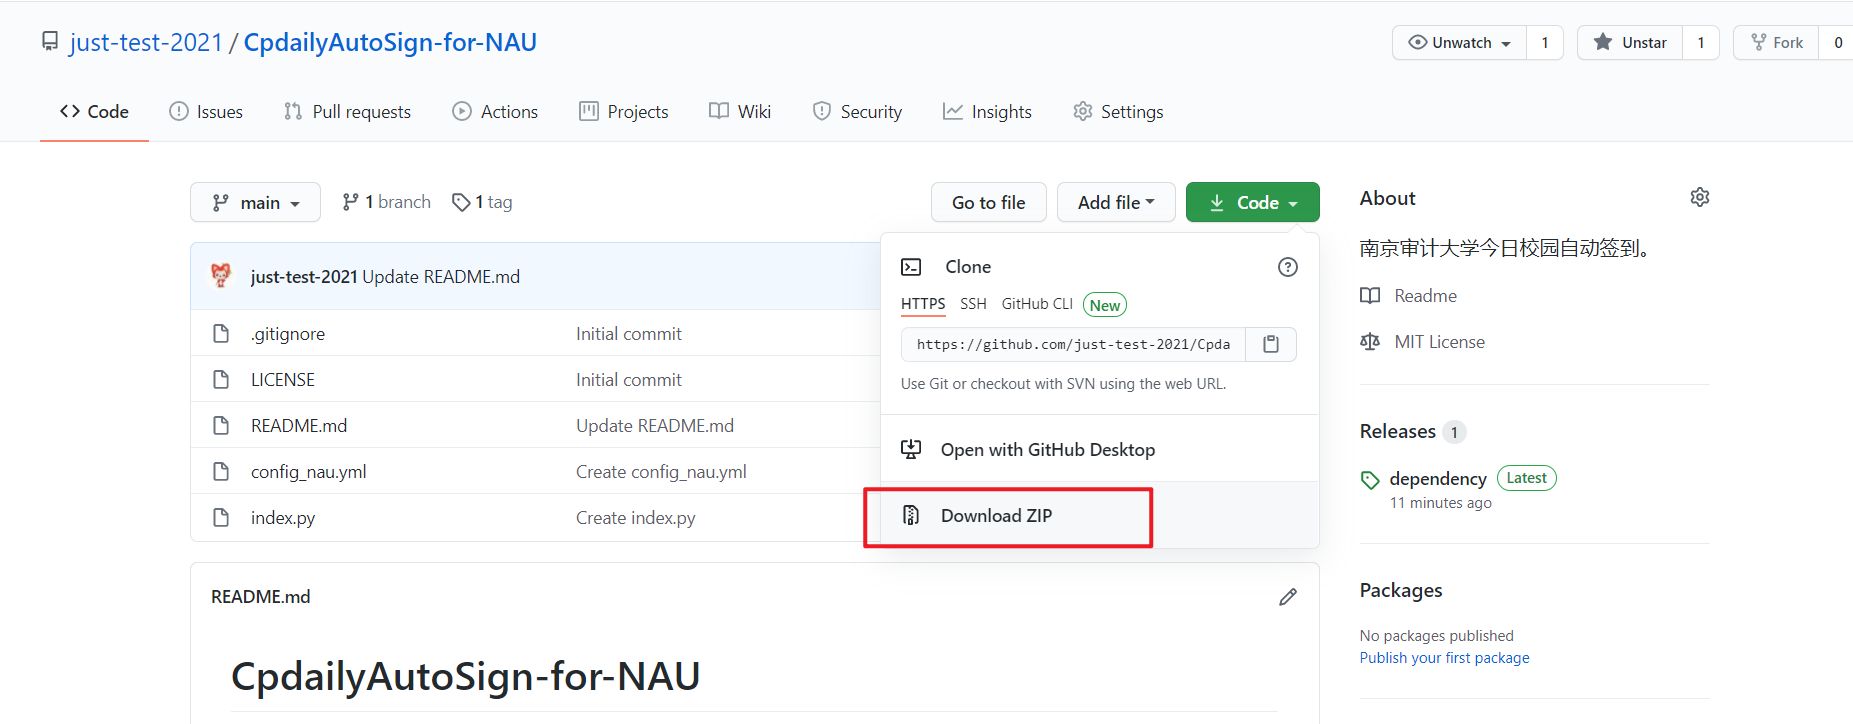 just-test-2021 / CpdailyAutoSign-for-NAU
Unwatch 1 Unstar 1 Fork 0
Code Issues Pull requests Actions Projects Wiki Security Insights Settings
main 1 branch 1 tag Go to file Add file Code
just-test-2021 Update README.md
.gitignore Initial commit
LICENSE Initial commit
README.md Update README.md
config_nau.yml Create config_nau.yml
index.py Create index.py
Clone
HTTPS SSH GitHub CLI New
https://github.com/just-test-2021/Cpda
Use Git or checkout with SVN using the web URL.
Open with GitHub Desktop
Download ZIP
README.md
CpdailyAutoSign-for-NAU
About
南京审计大学今日校园自动签到。
Readme
MIT License
Releases 1
dependency Latest
11 minutes ago
Packages
No packages published
Publish your first package